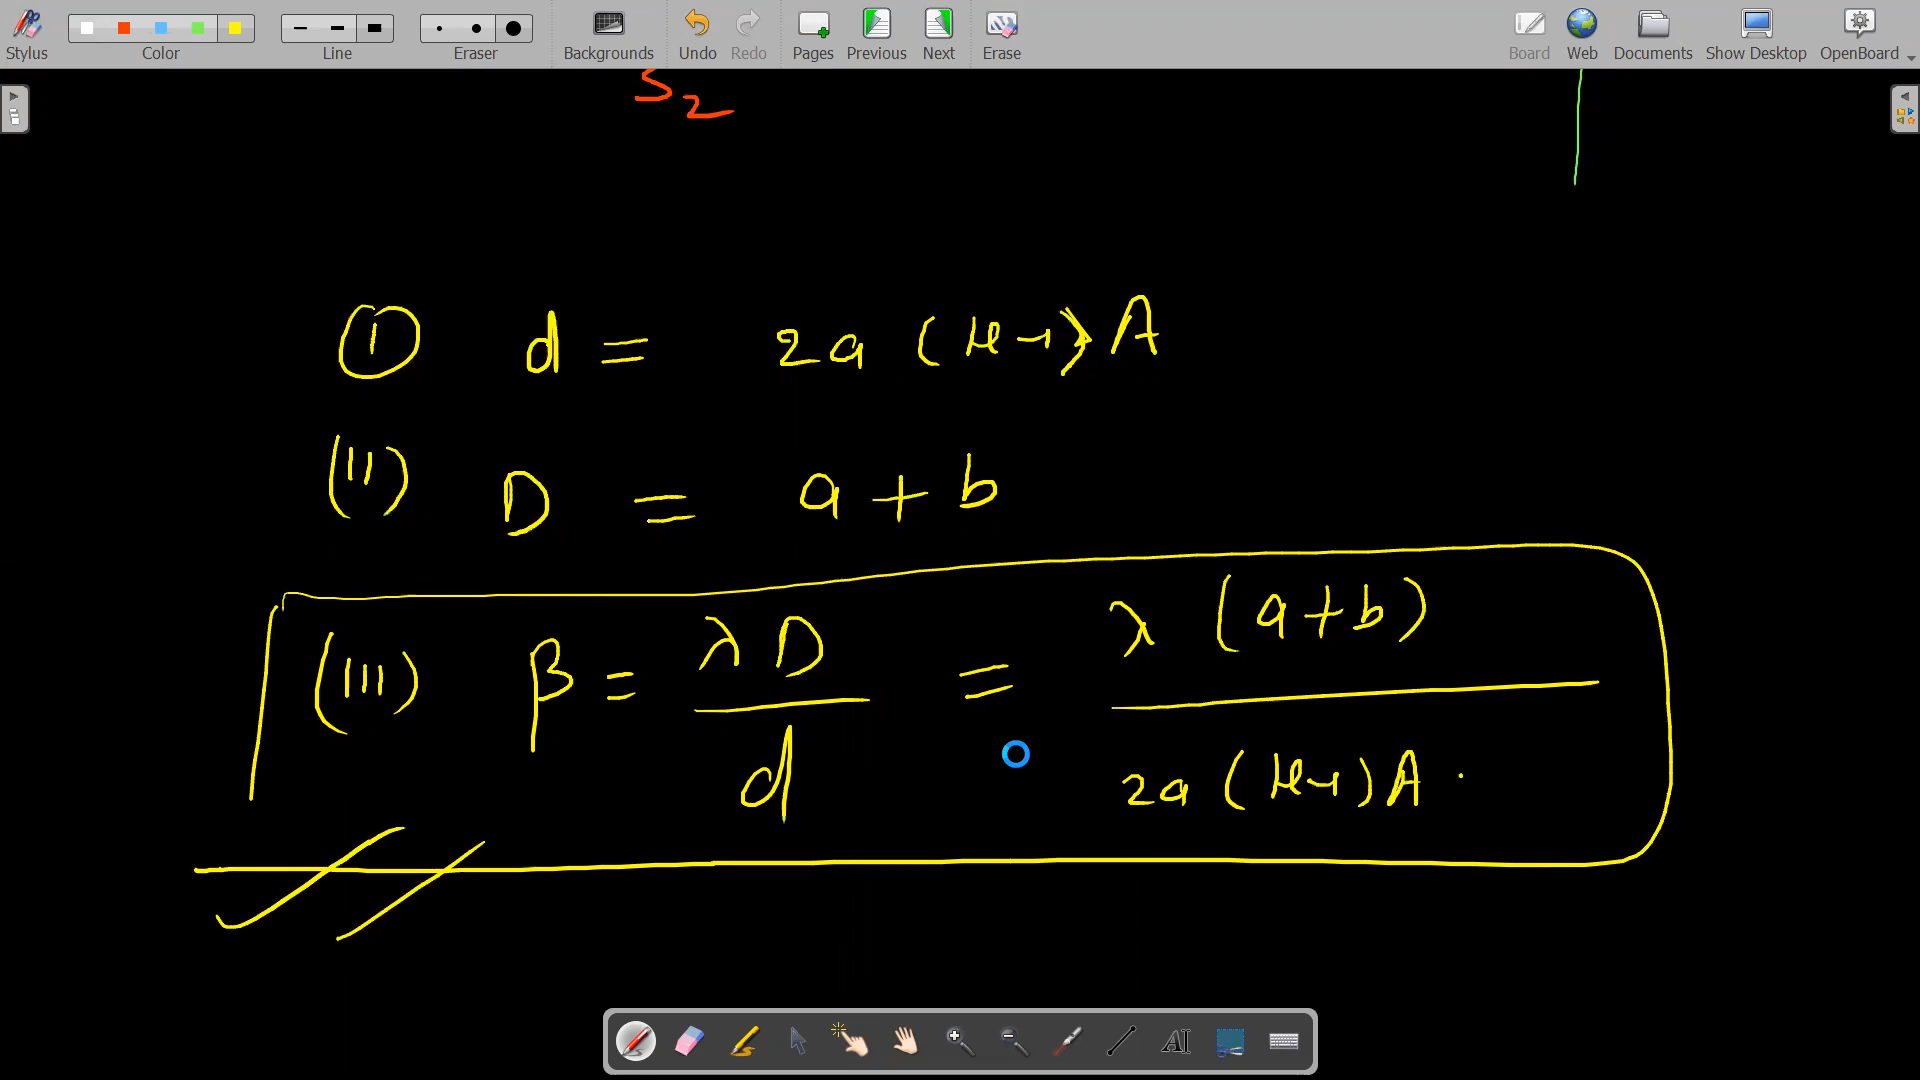 Stylus Color Line Eraser Backgrounds Undo Redo Pages Previous Next Erase Board Web Documents Show Desktop OpenBoard
S2
① d = 2a (μ-1) A
(II) D = a + b
(III) β = λD / d = λ (a+b) / 2a (μ-1) A .